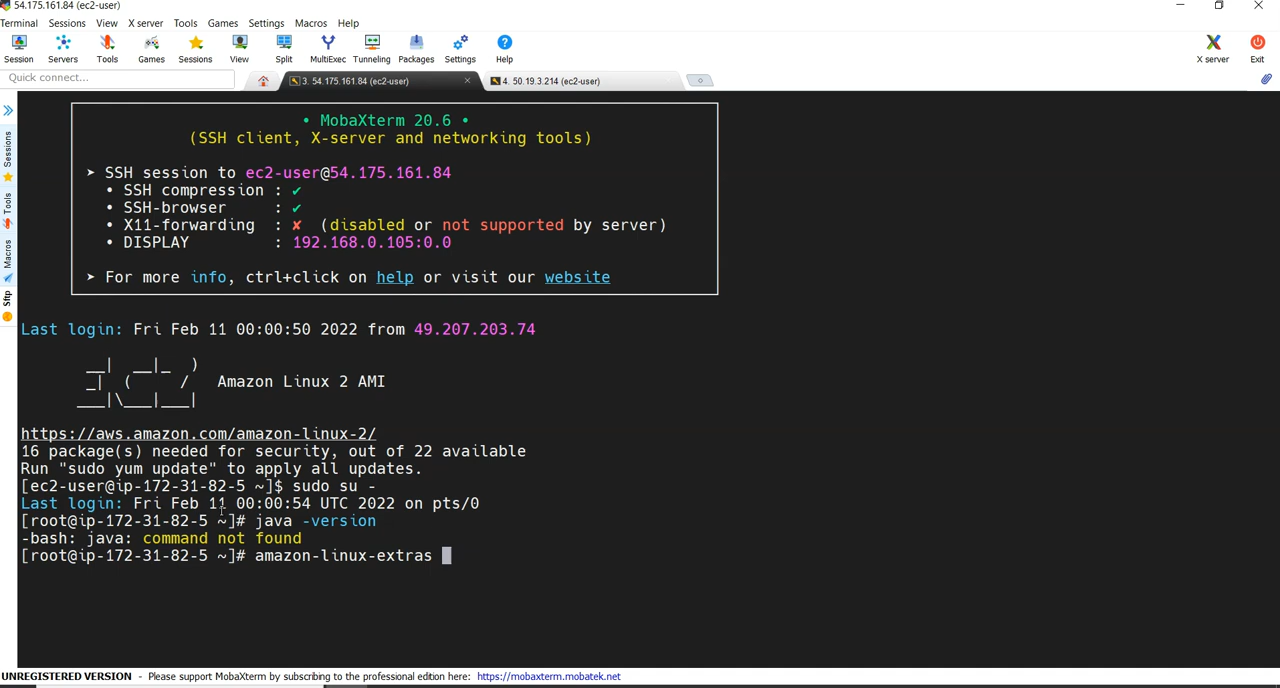 54.175.161.84 (ec2-user)
Terminal Sessions View X server Tools Games Settings Macros Help
Session Servers Tools Games Sessions View Split MultiExec Tunneling Packages Settings Help X server Exit
Quick connect... 3. 54.175.161.84 (ec2-user) 4. 50.19.3.214 (ec2-user)
Sessions
Tools
Macros
Sftp
• MobaXterm 20.6 •
(SSH client, X-server and networking tools)
➤ SSH session to ec2-user@54.175.161.84
• SSH compression : ✔
• SSH-browser : ✔
• X11-forwarding : ✘ (disabled or not supported by server)
• DISPLAY : 192.168.0.105:0.0
➤ For more info, ctrl+click on help or visit our website
Last login: Fri Feb 11 00:00:50 2022 from 49.207.203.74
__| __|_ )
_| ( / Amazon Linux 2 AMI
___|\___|___|
https://aws.amazon.com/amazon-linux-2/
16 package(s) needed for security, out of 22 available
Run "sudo yum update" to apply all updates.
[ec2-user@ip-172-31-82-5 ~]$ sudo su -
Last login: Fri Feb 11 00:00:54 UTC 2022 on pts/0
[root@ip-172-31-82-5 ~]# java -version
-bash: java: command not found
[root@ip-172-31-82-5 ~]# amazon-linux-extras
UNREGISTERED VERSION - Please support MobaXterm by subscribing to the professional edition here: https://mobaxterm.mobatek.net